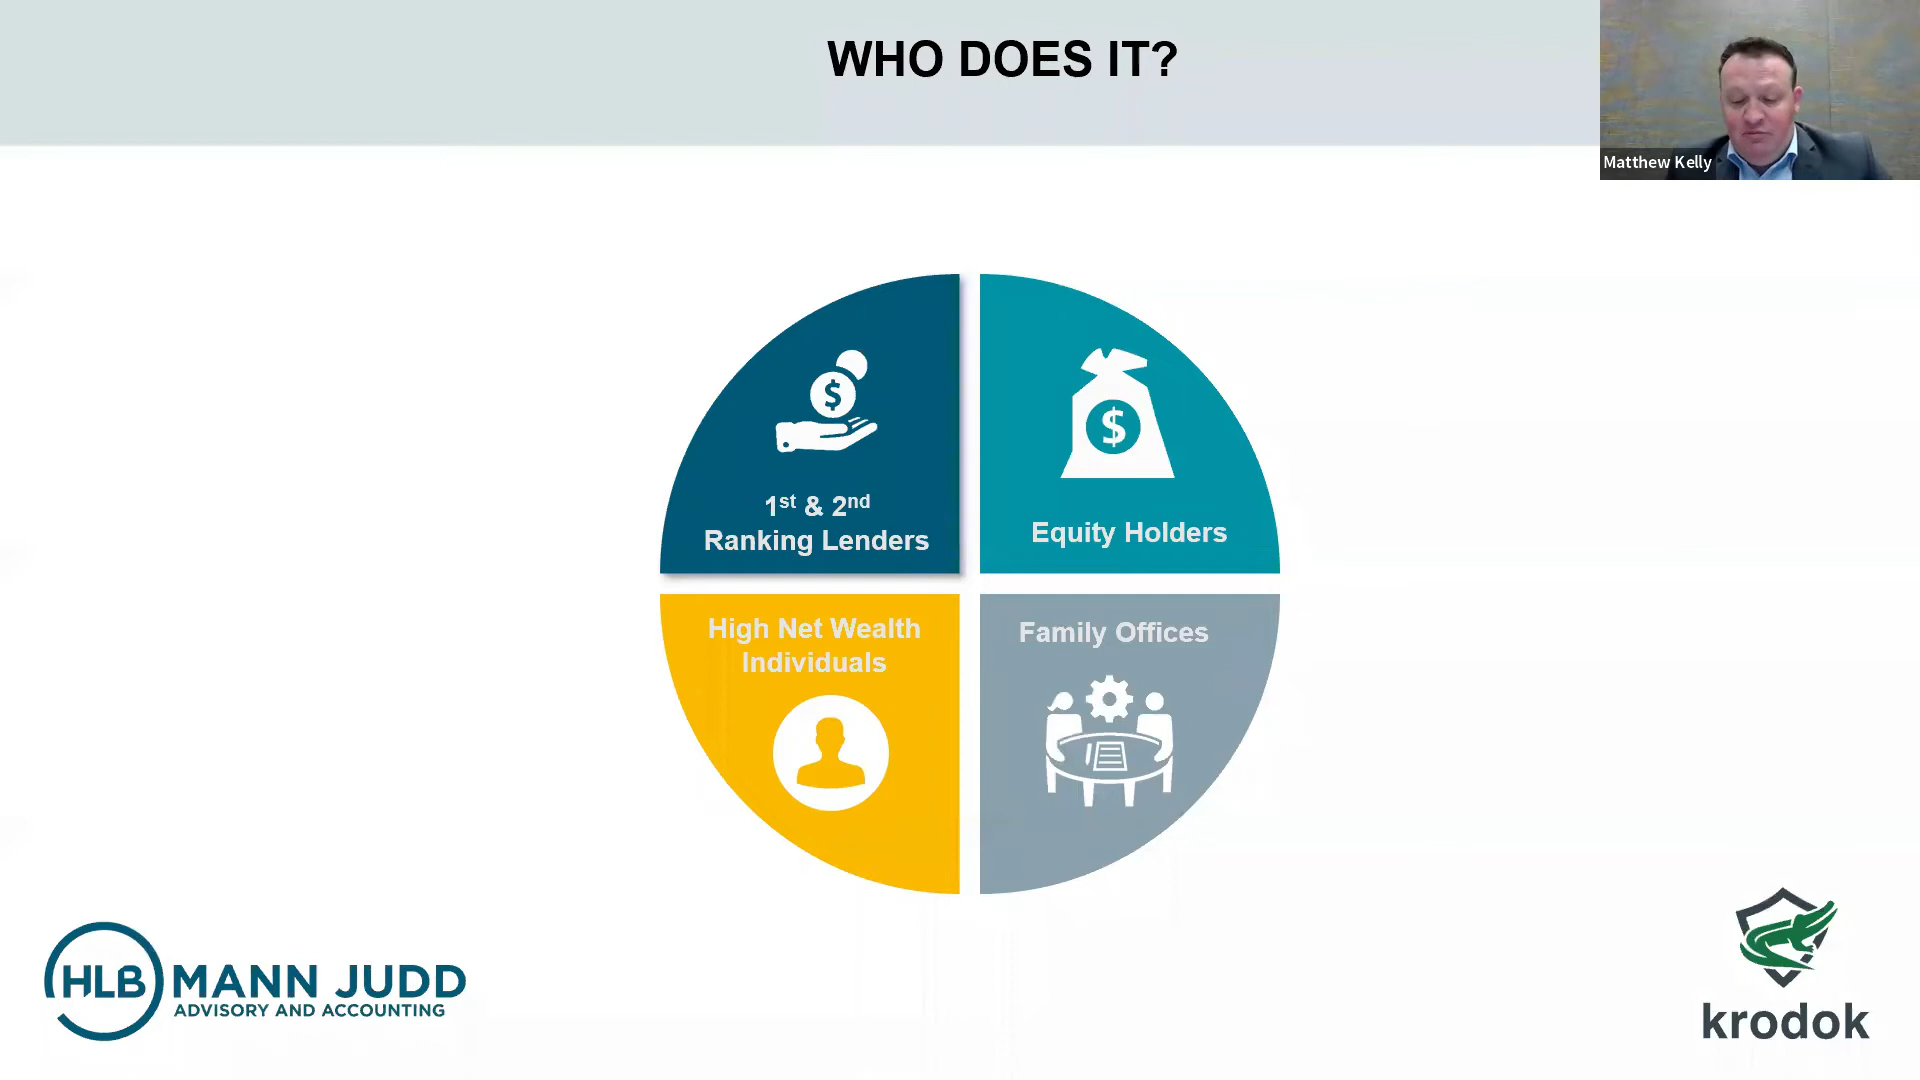 WHO DOES IT?
Matthew Kelly
$
$
1st & 2nd
Ranking Lenders
Equity Holders
High Net Wealth
Individuals
Family Offices
HLB MANN JUDD
ADVISORY AND ACCOUNTING
krodok